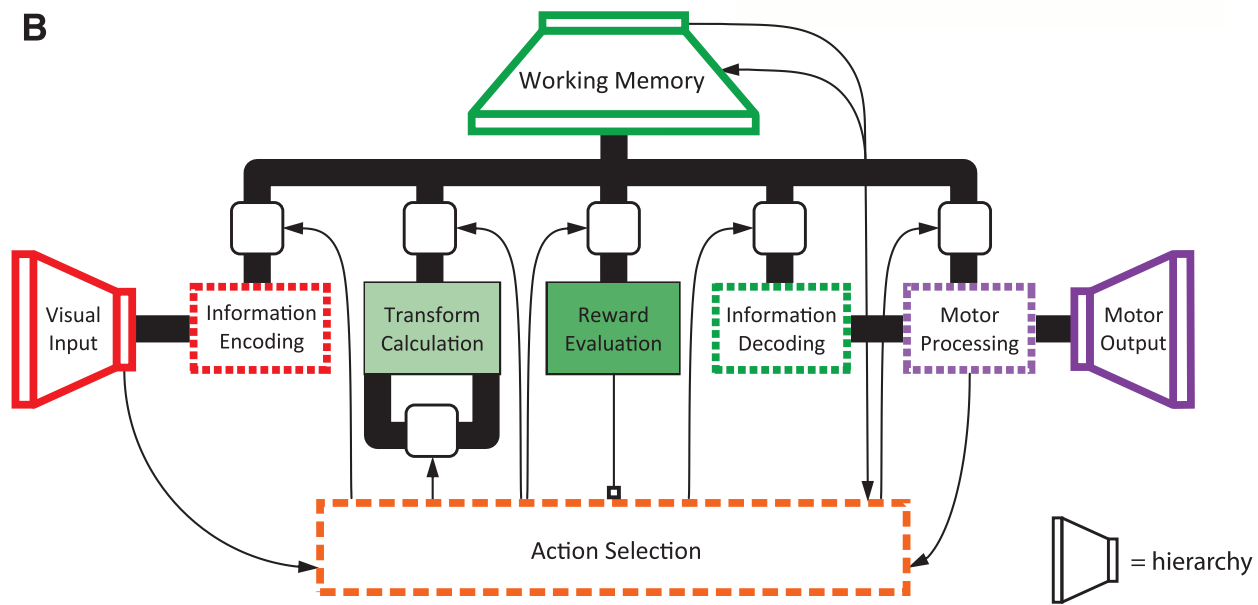 B
Working Memory
Visual
Input
Information
Encoding
Transform
Calculation
Reward
Evaluation
Information
Decoding
Motor
Processing
Motor
Output
Action Selection
= hierarchy